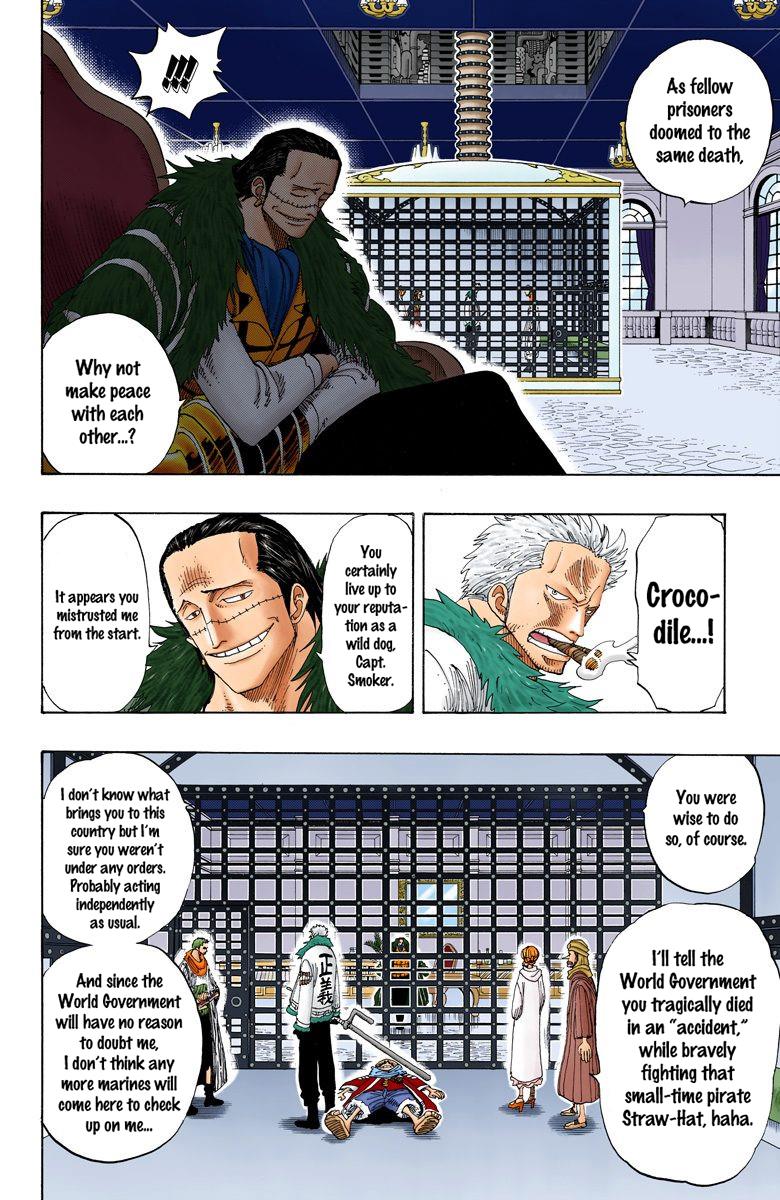 As fellow
prisoners
doomed to the
same death,
!!!
Why not
make peace
with each
other...?
Croco-
dile...!
You
certainly
live up to
your reputa-
tion as a
wild dog,
Capt.
Smoker.
It appears you
mistrusted me
from the start.
You were
wise to do
so, of course.
I'll tell the
World Government
you tragically died
in an "accident,"
while bravely
fighting that
small-time pirate
Straw-Hat, haha.
I don't know what
brings you to this
country but I'm
sure you weren't
under any orders.
Probably acting
independently
as usual.
And since the
World Government
will have no reason
to doubt me,
I don't think any
more marines will
come here to check
up on me...
正義